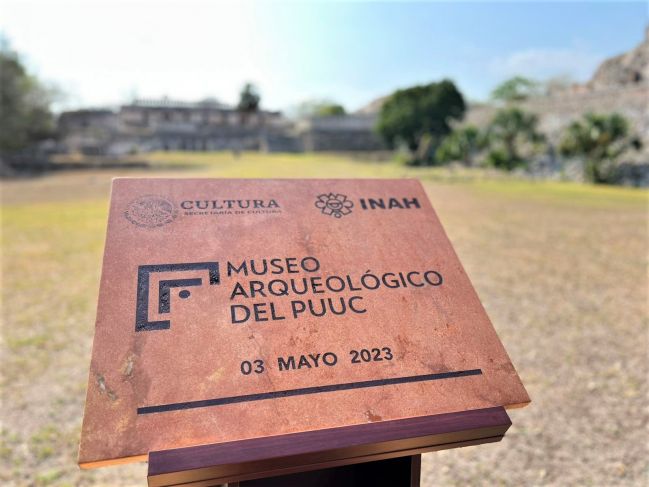 CULTURA
SECRETARÍA DE CULTURA
INAH
MUSEO
ARQUEOLÓGICO
DEL PUUC
03 MAYO 2023